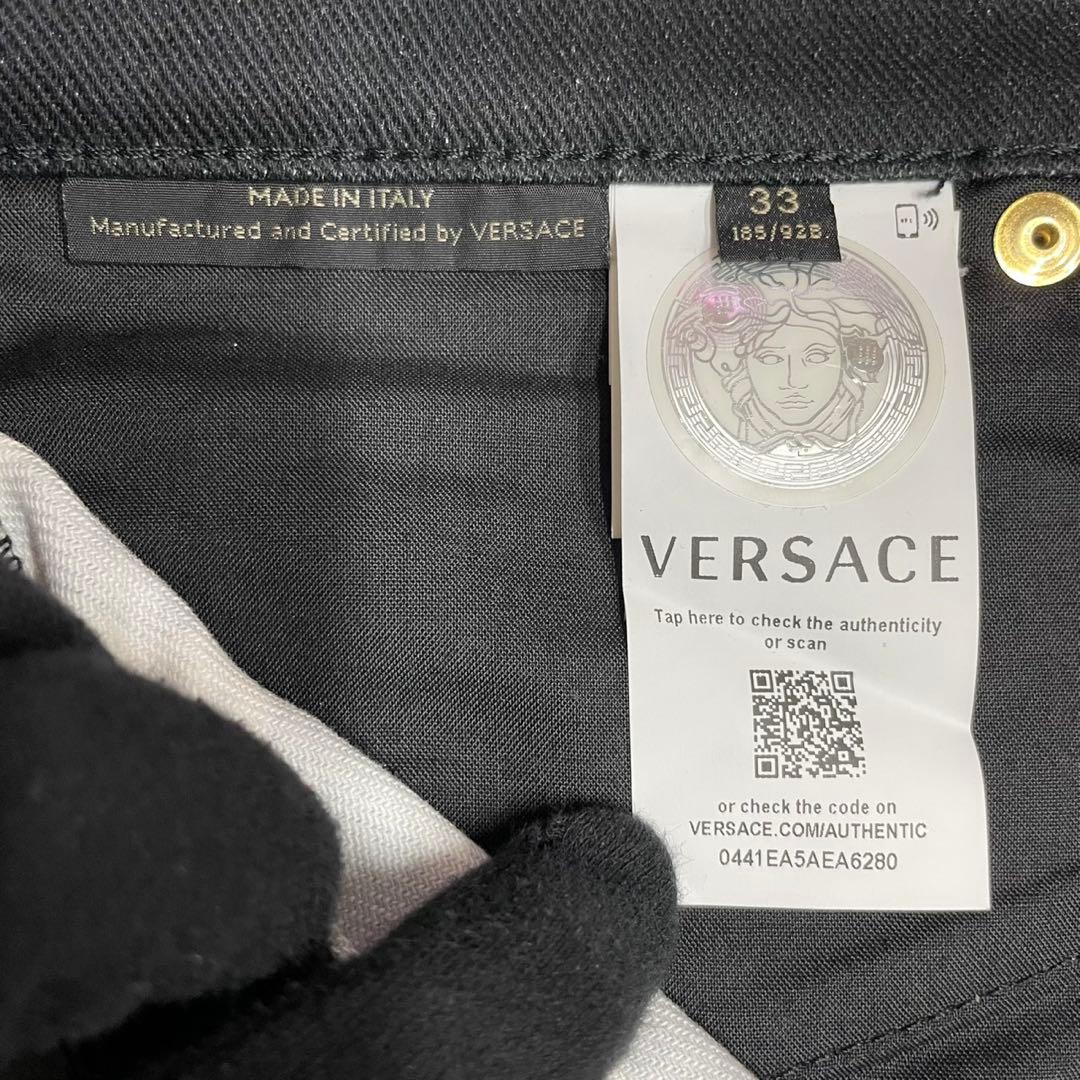 MADE IN ITALY
Manufactured and Certified by VERSACE
33
185/92B
VERSACE
Tap here to check the authenticity
or scan
or check the code on
VERSACE.COM/AUTHENTIC
0441EA5AEA6280